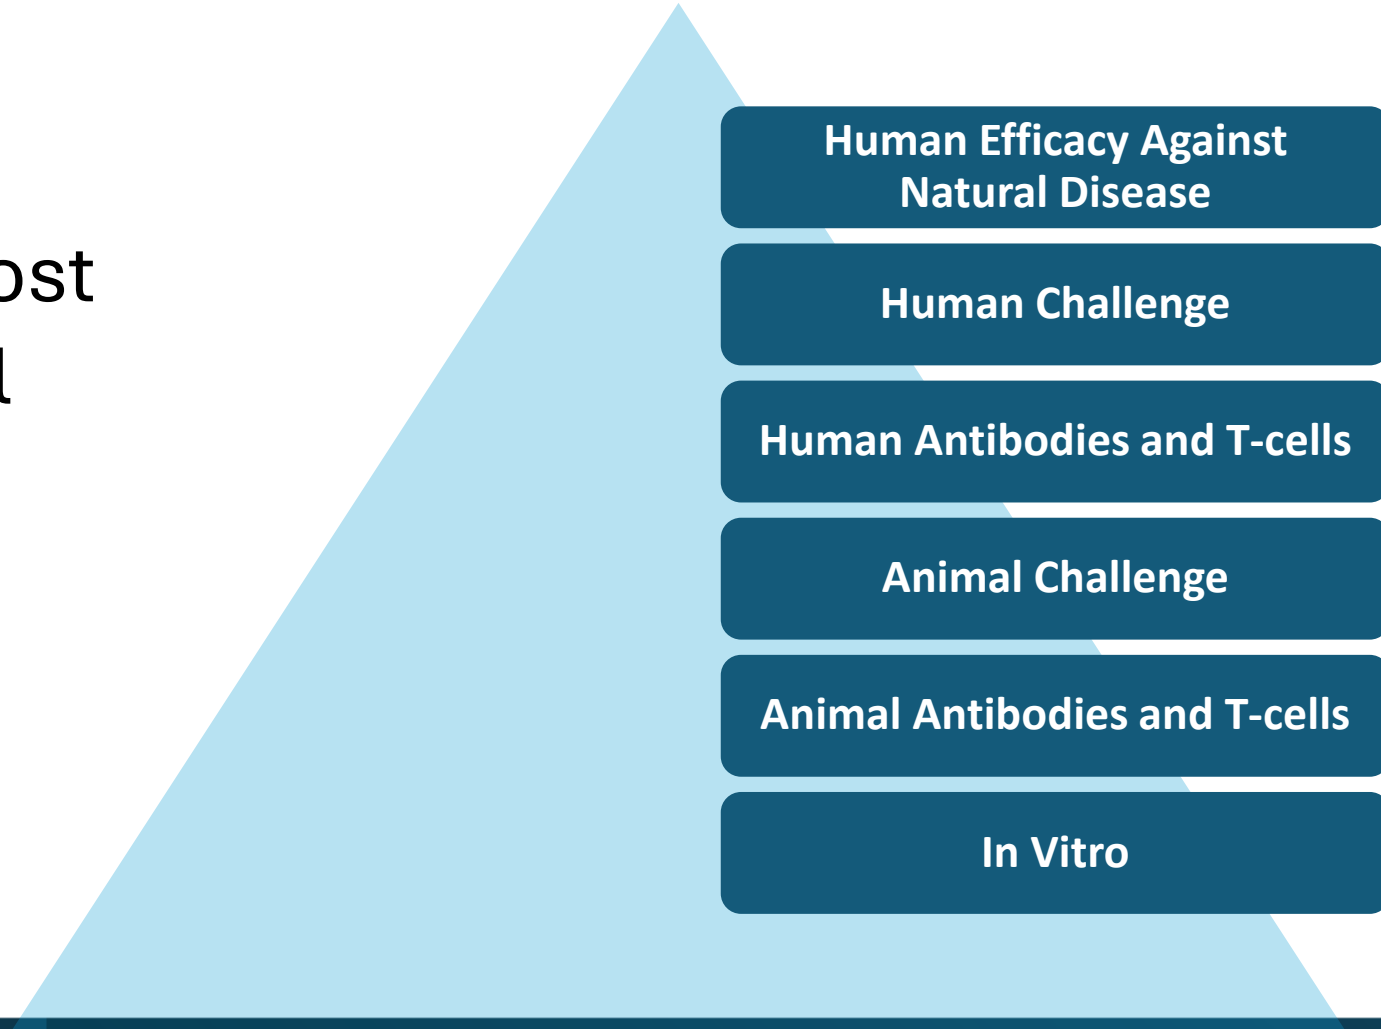 Human Efficacy Against
Natural Disease
Human Challenge
Human Antibodies and T-cells
Animal Challenge
Animal Antibodies and T-cells
In Vitro